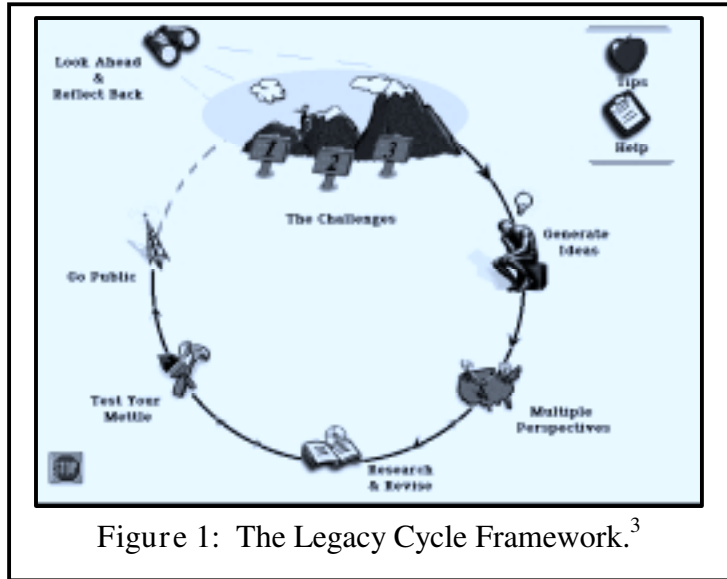 Look Ahead
&
Reflect Back
Tips
Help
1
2
3
The Challenges
Generate
Ideas
Go Public
Test Your
Mettle
Multiple
Perspectives
Research
& Revise
Figure 1: The Legacy Cycle Framework.3